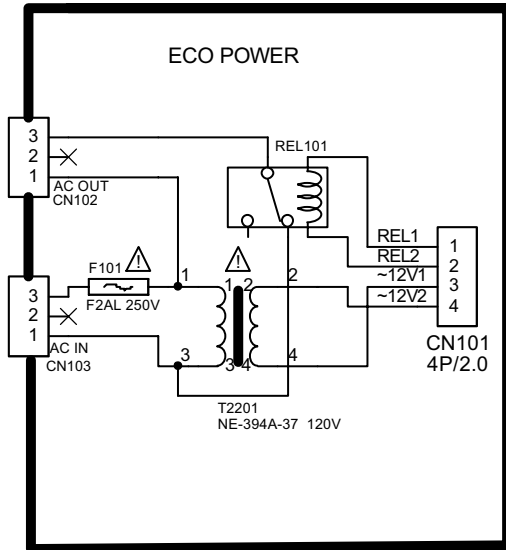 ECO POWER
3
2
1
AC OUT
CN102
REL101
REL1
REL2
~12V1
~12V2
1
2
3
4
CN101
4P/2.0
F101
F2AL 250V
3
2
1
AC IN
CN103
1
1 2
2
3
3 4
4
T2201
NE-394A-37 120V